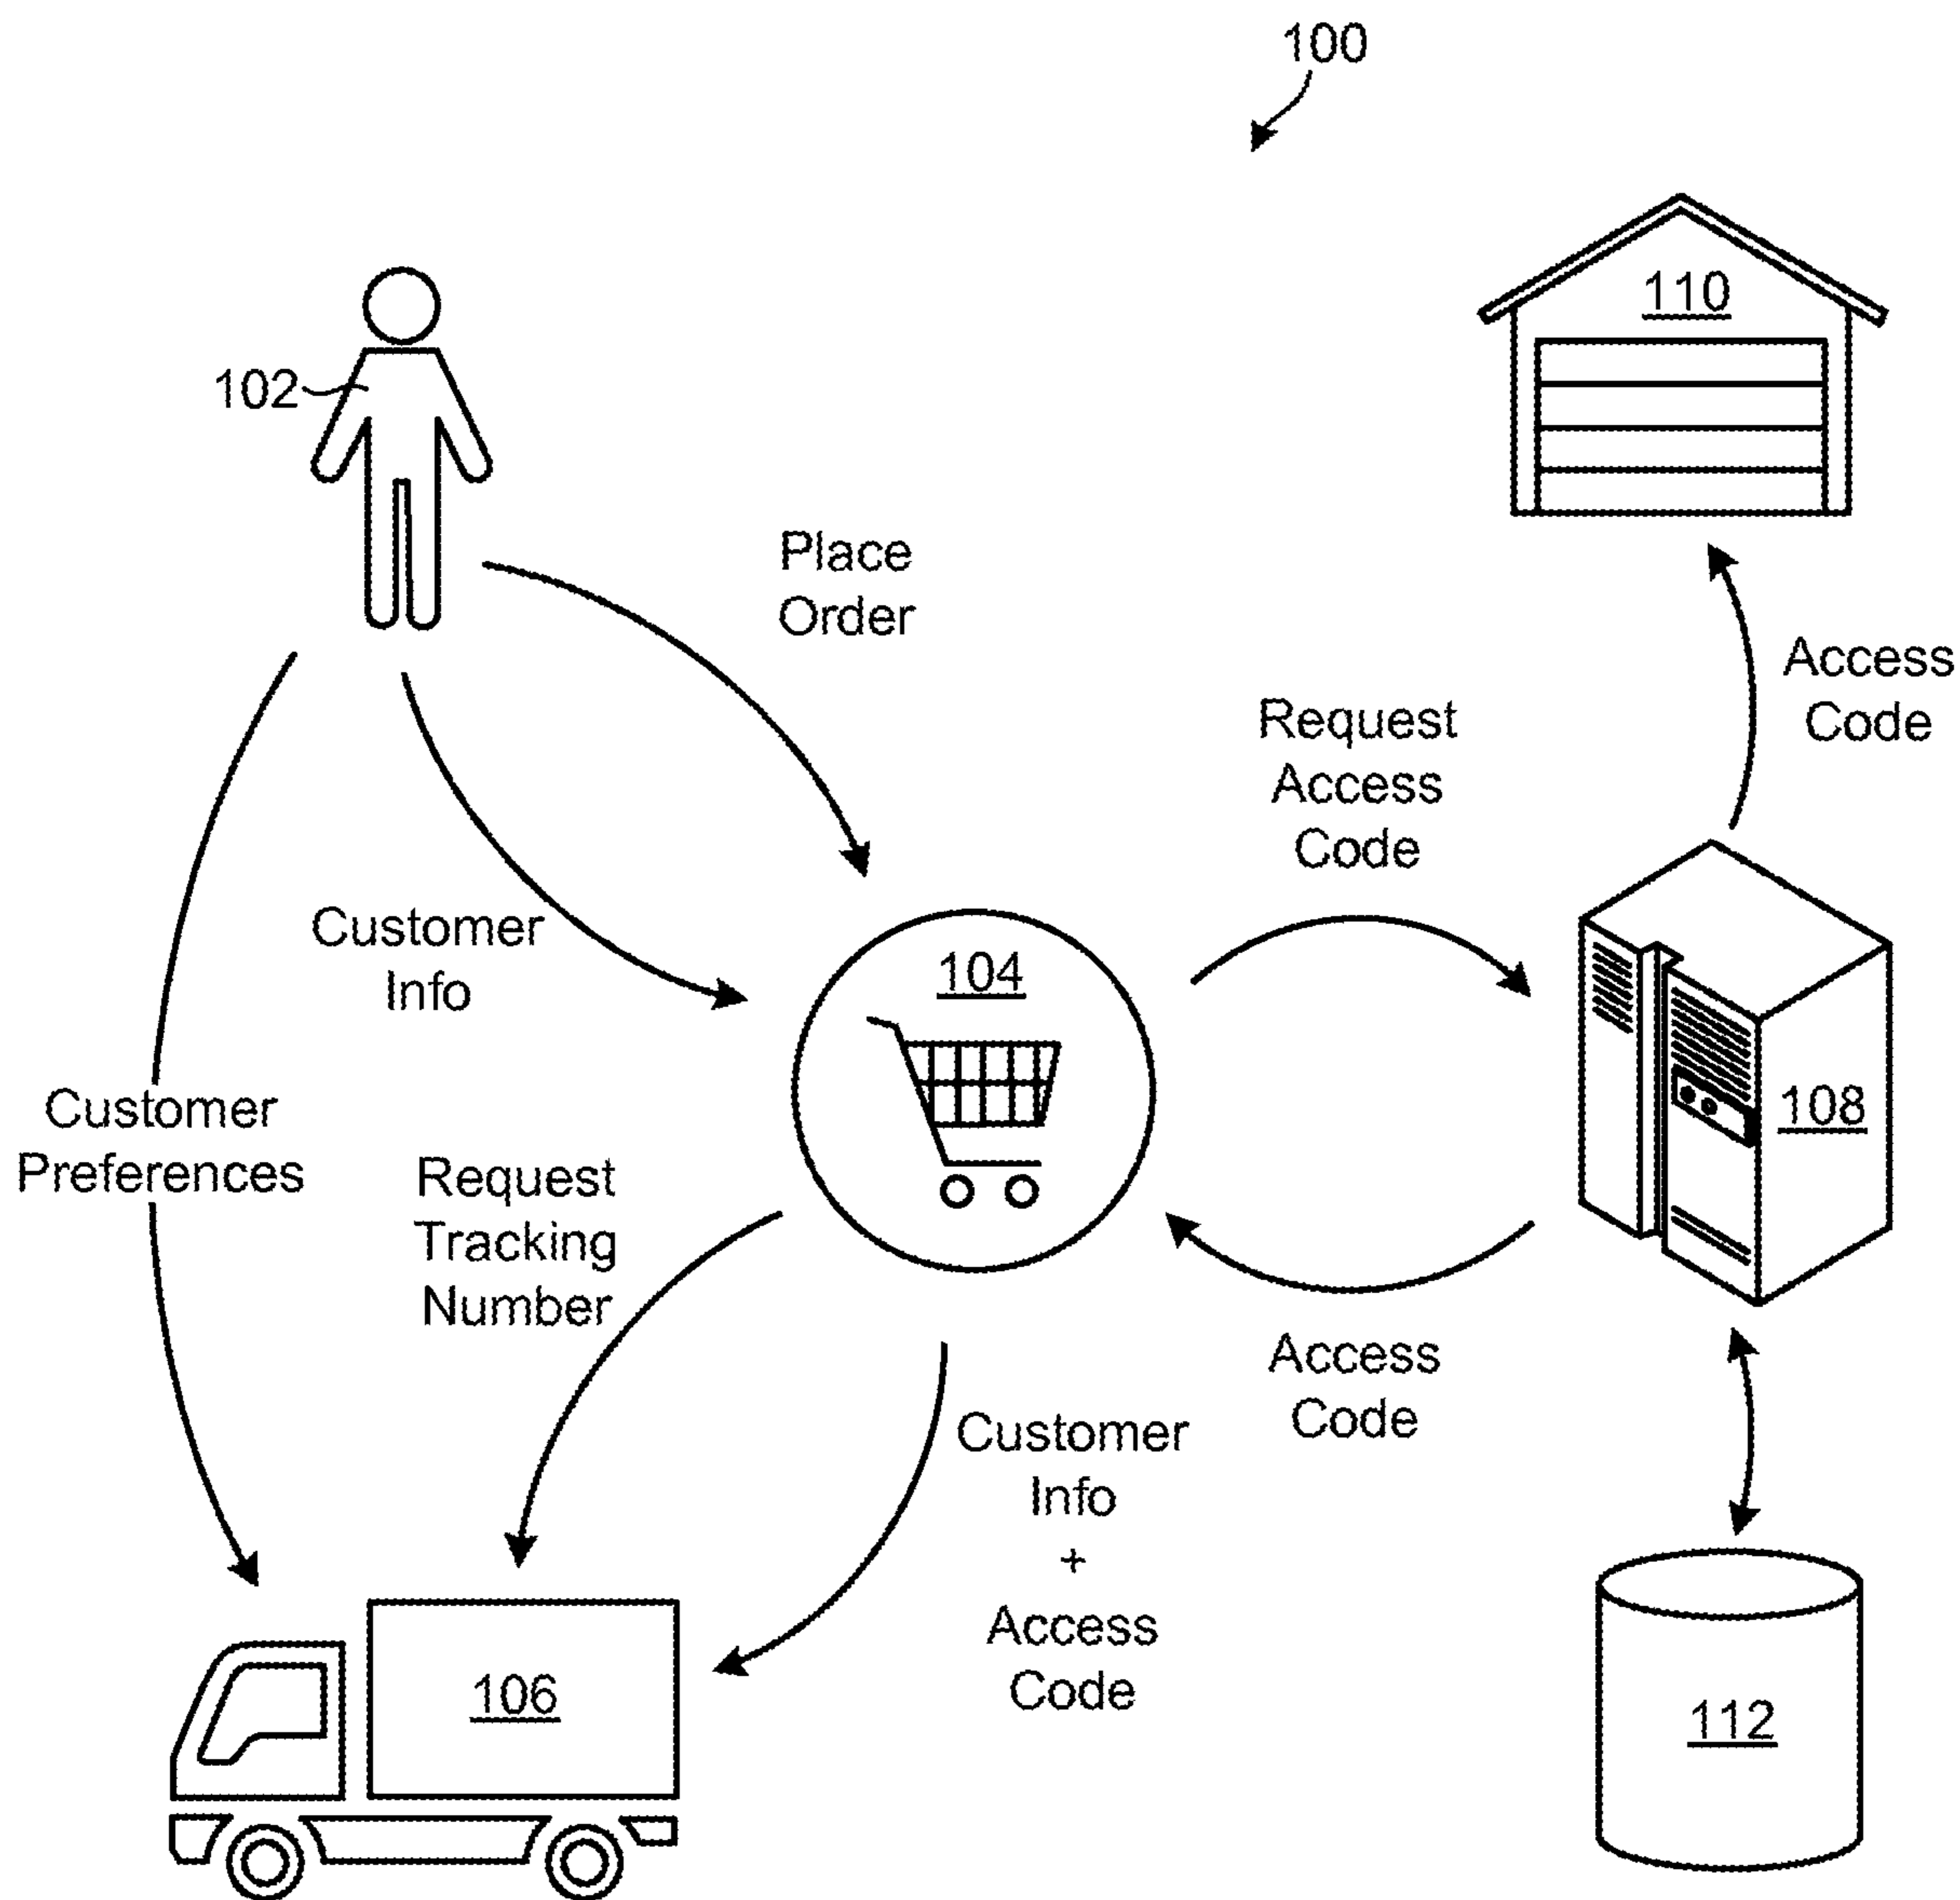 100
110
102
Place
Order
Access
Code
Request
Access
Code
Customer
Info
104
Customer
Preferences
108
Request
Tracking
Number
Access
Code
Customer
Info
+
Access
Code
106
112